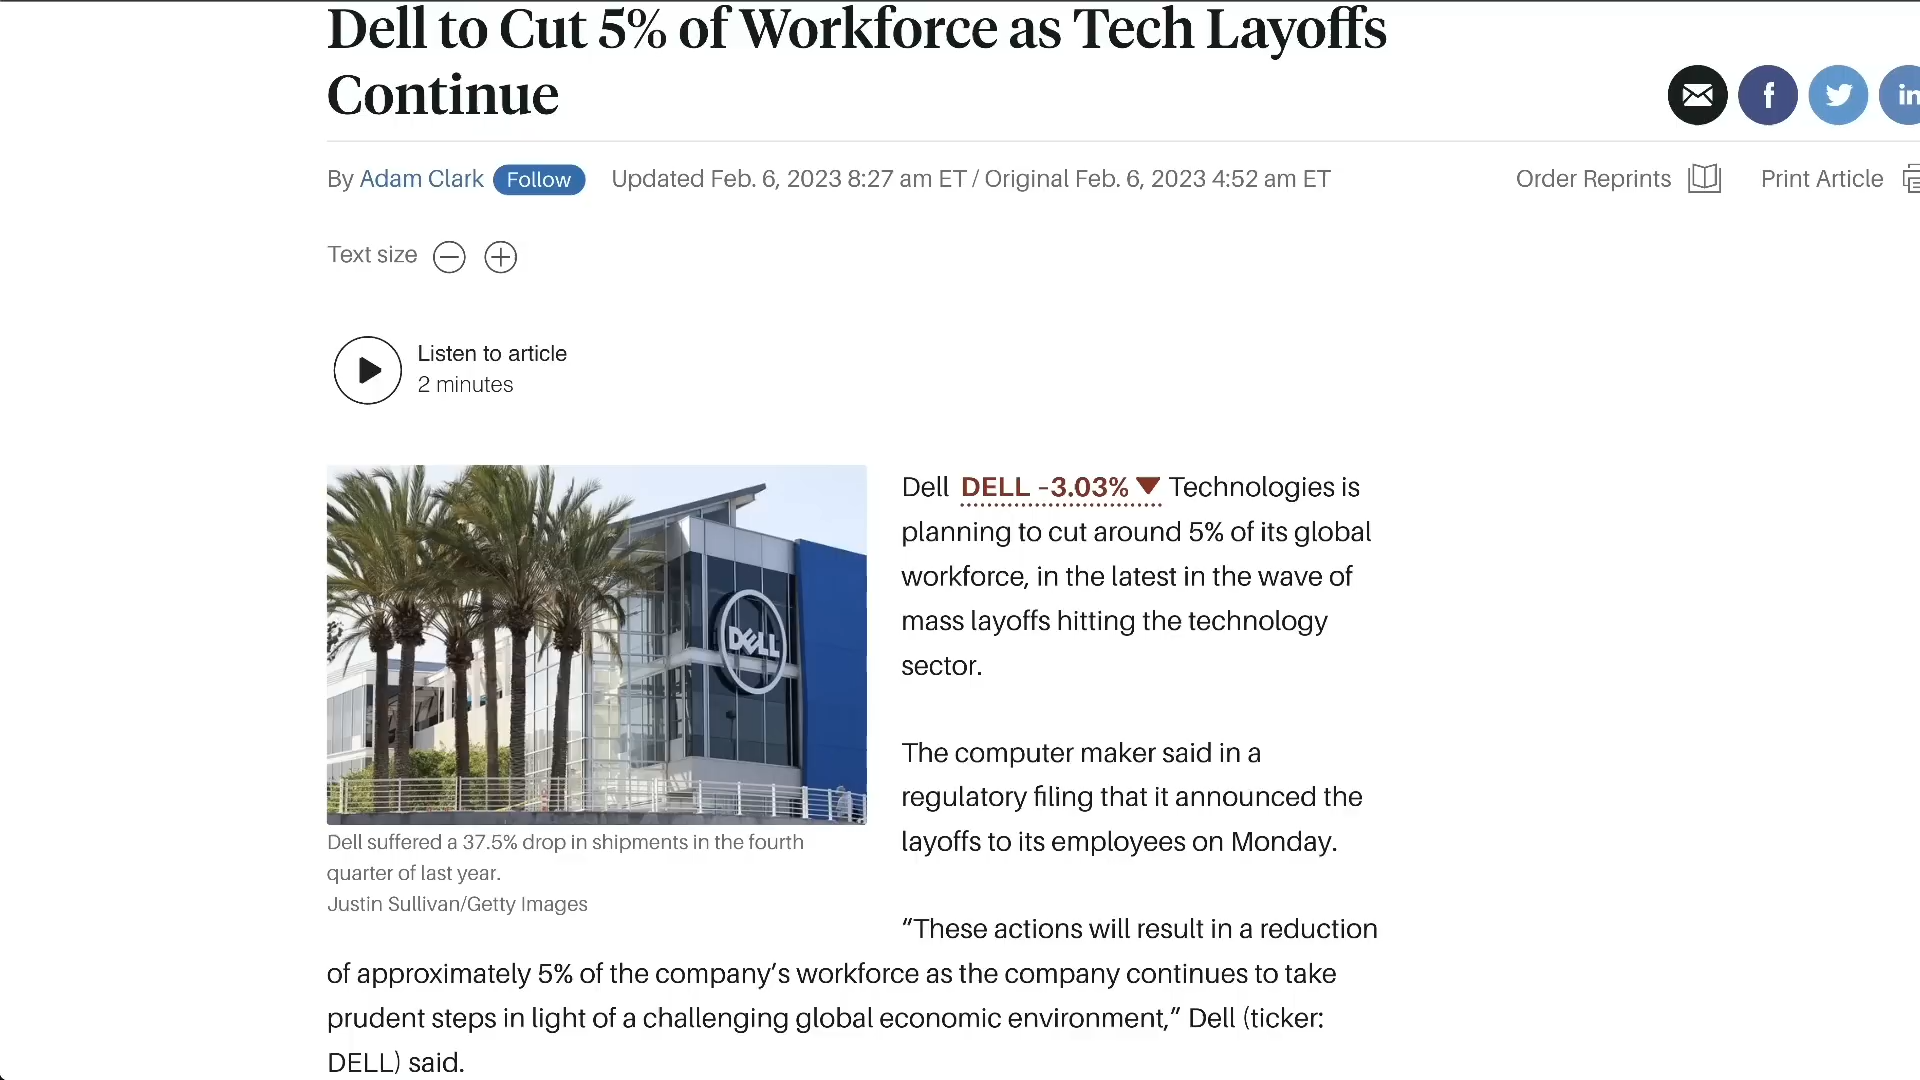 Dell to Cut 5% of Workforce as Tech Layoffs
Continue
f
in
By Adam Clark Follow Updated Feb. 6, 2023 8:27 am ET / Original Feb. 6, 2023 4:52 am ET
Order Reprints
Print Article
Text size
Listen to article
2 minutes
DELL
Dell suffered a 37.5% drop in shipments in the fourth
quarter of last year.
Justin Sullivan/Getty Images
Dell DELL -3.03% ▼ Technologies is
planning to cut around 5% of its global
workforce, in the latest in the wave of
mass layoffs hitting the technology
sector.
The computer maker said in a
regulatory filing that it announced the
layoffs to its employees on Monday.
“These actions will result in a reduction
of approximately 5% of the company’s workforce as the company continues to take
prudent steps in light of a challenging global economic environment,” Dell (ticker:
DELL) said.